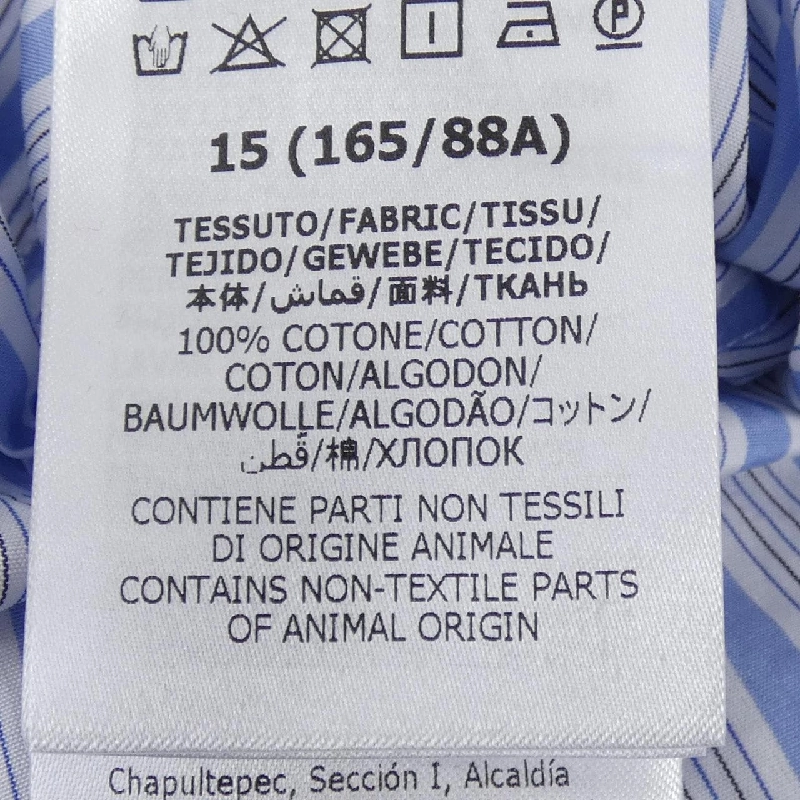 P
15 (165/88A)
TESSUTO/FABRIC/TISSU/
TEJIDO/GEWEBE/TECIDO/
本体/قماش/面料/ТКАНЬ
100% COTONE/COTTON/
COTON/ALGODON/
BAUMWOLLE/ALGODÃO/コットン/
قطن/棉/ХЛОПОК
CONTIENE PARTI NON TESSILI
DI ORIGINE ANIMALE
CONTAINS NON-TEXTILE PARTS
OF ANIMAL ORIGIN
Chapultepec, Sección I, Alcaldía